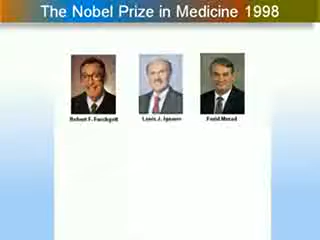 The Nobel Prize in Medicine 1998
Robert F. Furchgott
Louis J. Ignarro
Ferid Murad